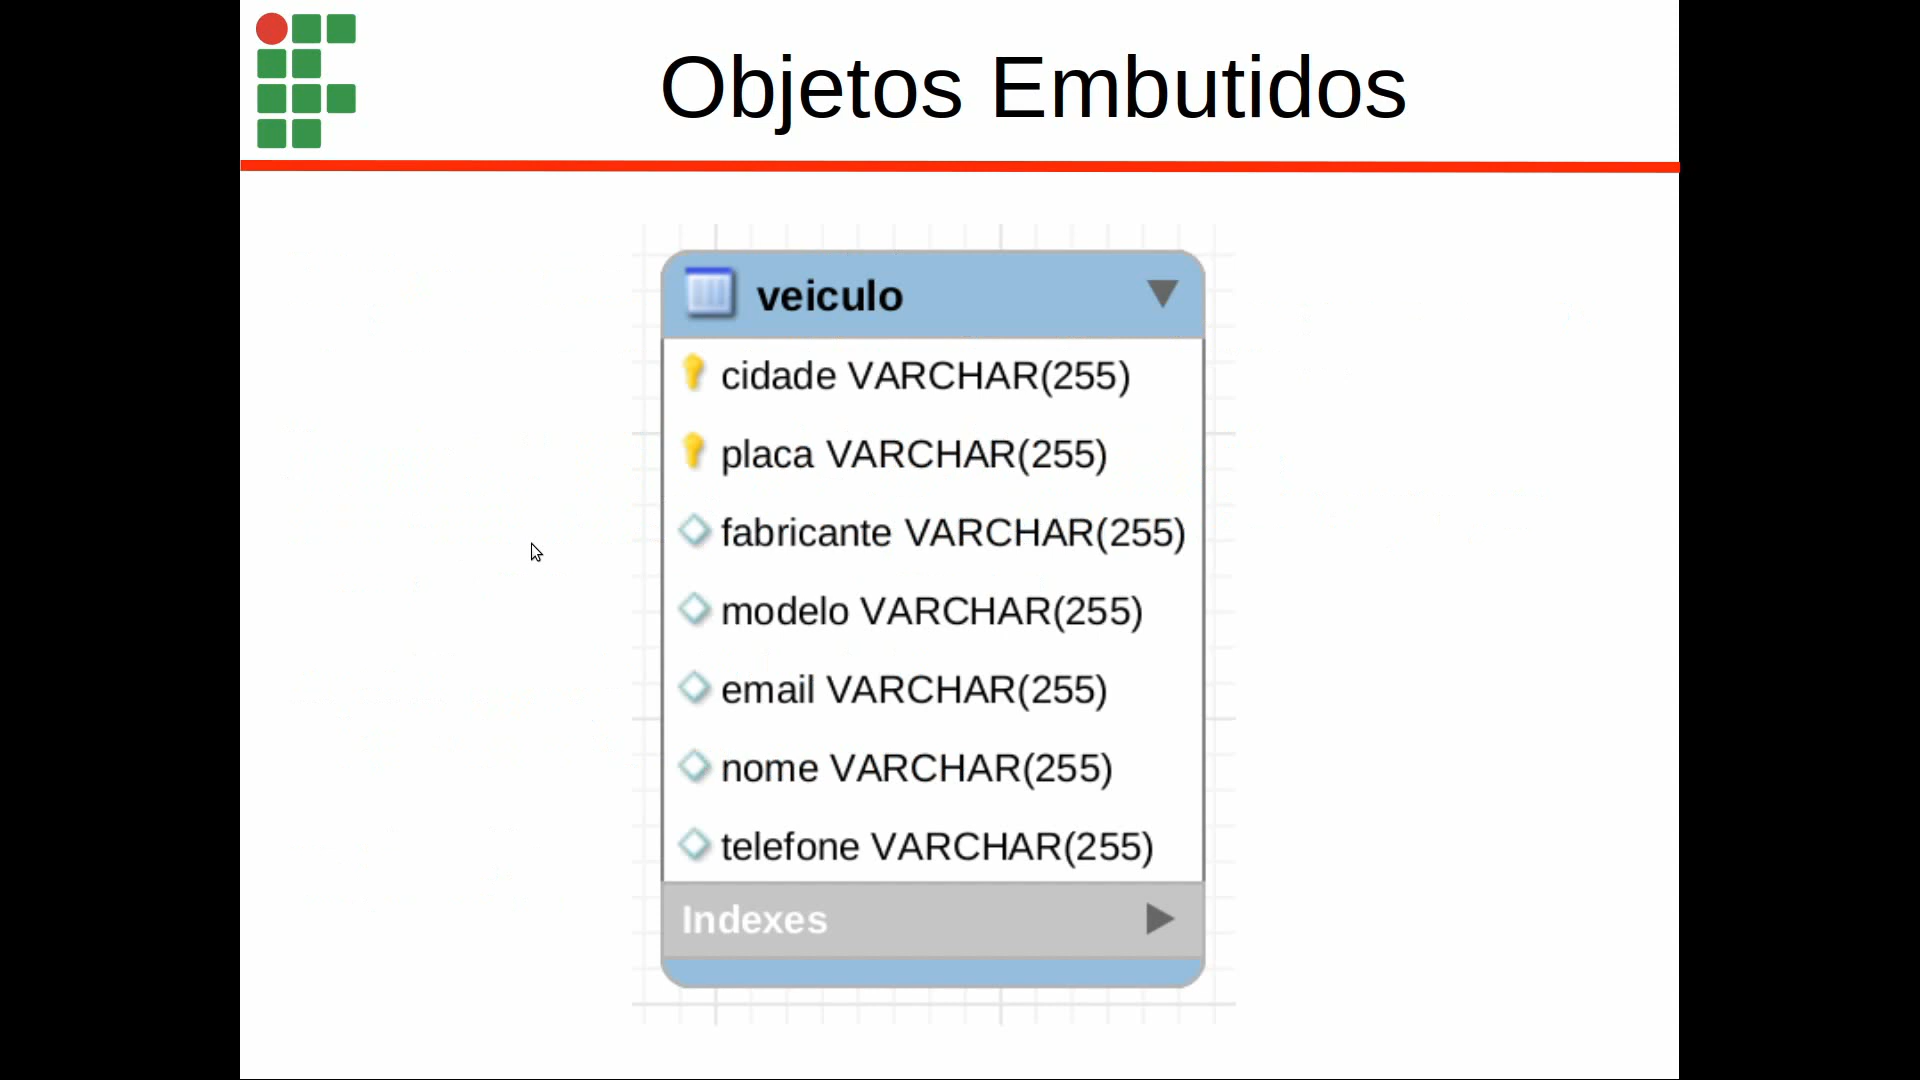 Objetos Embutidos
veiculo
cidade VARCHAR(255)
placa VARCHAR(255)
fabricante VARCHAR(255)
modelo VARCHAR(255)
email VARCHAR(255)
nome VARCHAR(255)
telefone VARCHAR(255)
Indexes